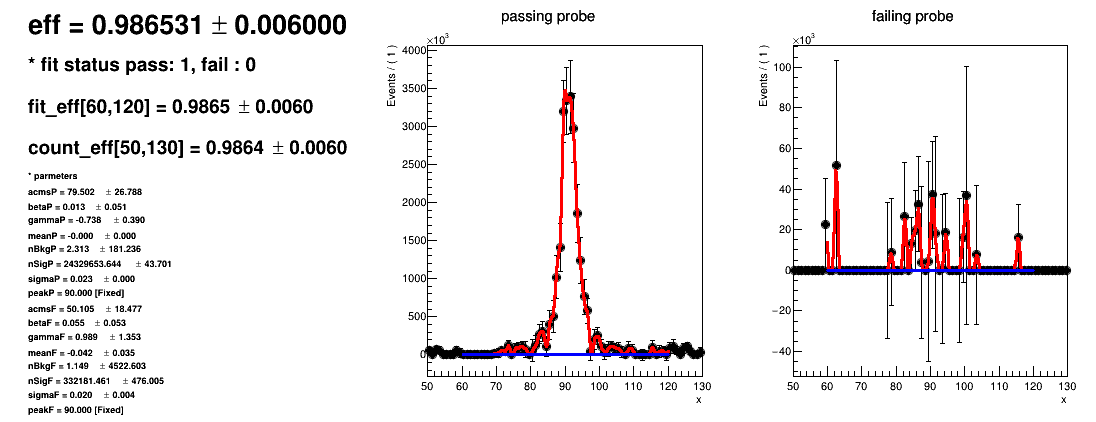 eff = 0.986531 ± 0.006000
* fit status pass: 1, fail : 0
fit_eff[60,120] = 0.9865 ± 0.0060
count_eff[50,130] = 0.9864 ± 0.0060
* parmeters
acmsP = 79.502 ± 26.788
betaP = 0.013 ± 0.051
gammaP = -0.738 ± 0.390
meanP = -0.000 ± 0.000
nBkgP = 2.313 ± 181.236
nSigP = 24329653.644 ± 43.701
sigmaP = 0.023 ± 0.000
peakP = 90.000 [Fixed]
acmsF = 50.105 ± 18.477
betaF = 0.055 ± 0.053
gammaF = 0.989 ± 1.353
meanF = -0.042 ± 0.035
nBkgF = 1.149 ± 4522.603
nSigF = 332181.461 ± 476.005
sigmaF = 0.020 ± 0.004
peakF = 90.000 [Fixed]
passing probe
×10³
Events / ( 1 )
4000
3500
3000
2500
2000
1500
1000
500
0
50 60 70 80 90 100 110 120 130
x
failing probe
×10³
Events / ( 1 )
100
80
60
40
20
0
−20
−40
50 60 70 80 90 100 110 120 130
x